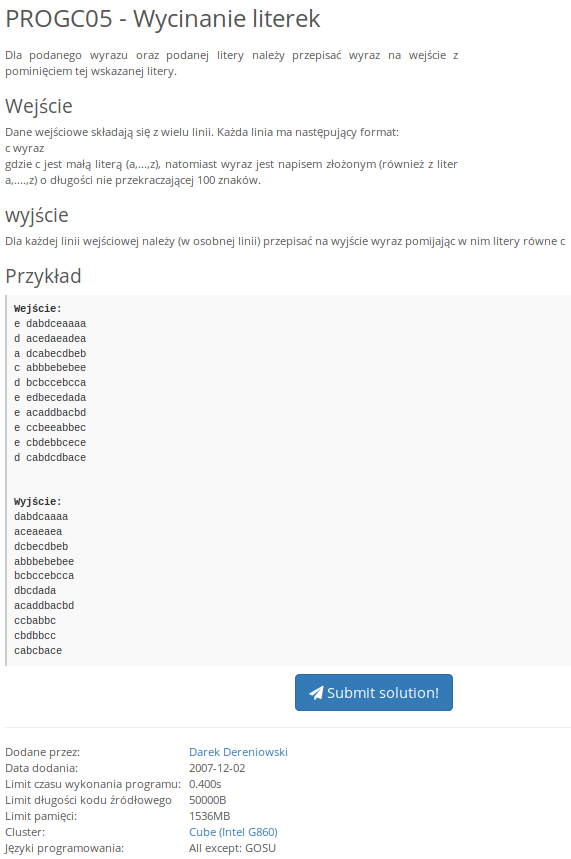 PROGC05 - Wycinanie literek
Dla podanego wyrazu oraz podanej litery należy przepisać wyraz na wejście z
pominięciem tej wskazanej litery.
Wejście
Dane wejściowe składają się z wielu linii. Każda linia ma następujący format:
c wyraz
gdzie c jest małą literą (a,...,z), natomiast wyraz jest napisem złożonym (również z liter
a,....,z) o długości nie przekraczającej 100 znaków.
wyjście
Dla każdej linii wejściowej należy (w osobnej linii) przepisać na wyjście wyraz pomijając w nim litery równe c
Przykład
Wejście:
e dabdceaaaa
d acedaeadea
a dcabecdbeb
c abbbebebee
d bcbccebcca
e edbecedada
e acaddbacbd
e ccbeeabbec
e cbdebbcece
d cabdcdbace
Wyjście:
dabdcaaaa
aceaeaea
dcbecdbeb
abbbebebee
bcbccebcca
dbcdada
acaddbacbd
ccbabbc
cbdbbcc
cabcbace
Submit solution!
Dodane przez: Darek Dereniowski
Data dodania: 2007-12-02
Limit czasu wykonania programu: 0.400s
Limit długości kodu źródłowego 50000B
Limit pamięci: 1536MB
Cluster: Cube (Intel G860)
Języki programowania: All except: GOSU